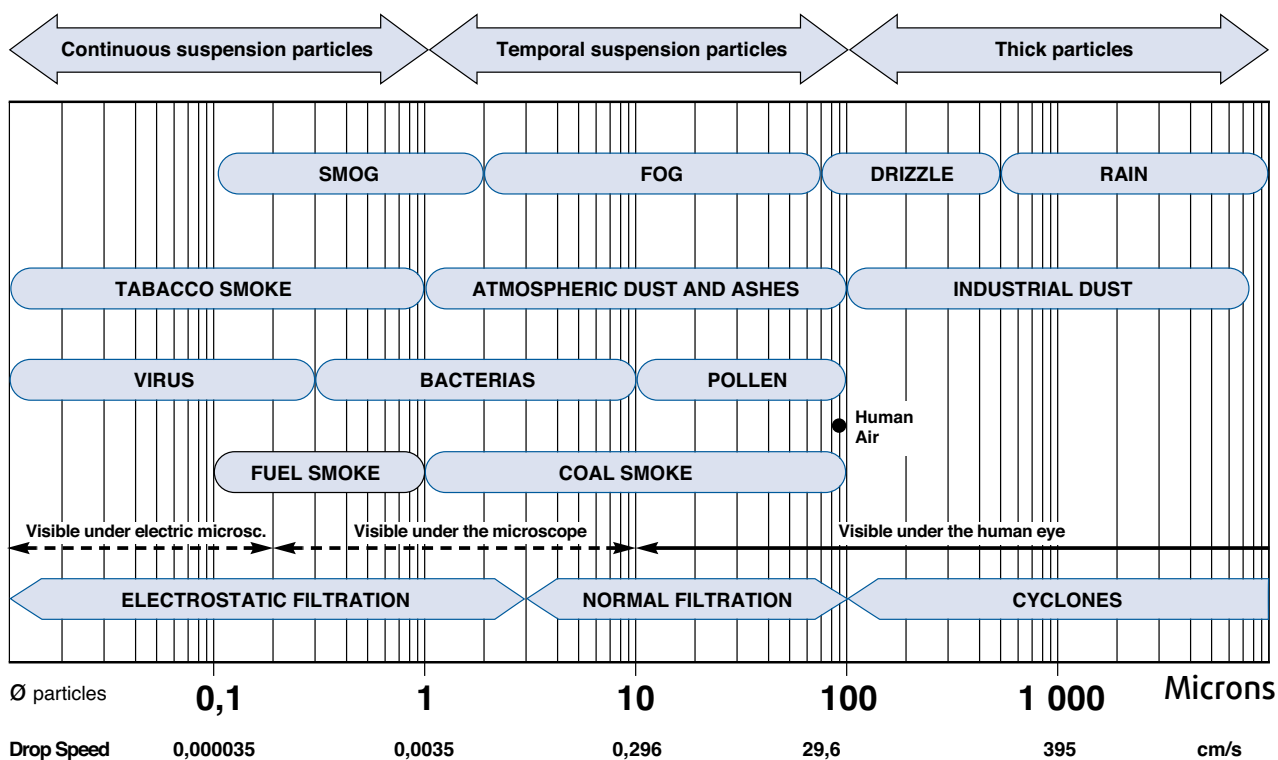 Continuous suspension particles
Temporal suspension particles
Thick particles
SMOG
FOG
DRIZZLE
RAIN
TABACCO SMOKE
ATMOSPHERIC DUST AND ASHES
INDUSTRIAL DUST
VIRUS
BACTERIAS
POLLEN
Human
Air
FUEL SMOKE
COAL SMOKE
Visible under electric microsc.
Visible under the microscope
Visible under the human eye
ELECTROSTATIC FILTRATION
NORMAL FILTRATION
CYCLONES
Ø particles 0,1 1 10 100 1 000 Microns
Drop Speed 0,000035 0,0035 0,296 29,6 395 cm/s